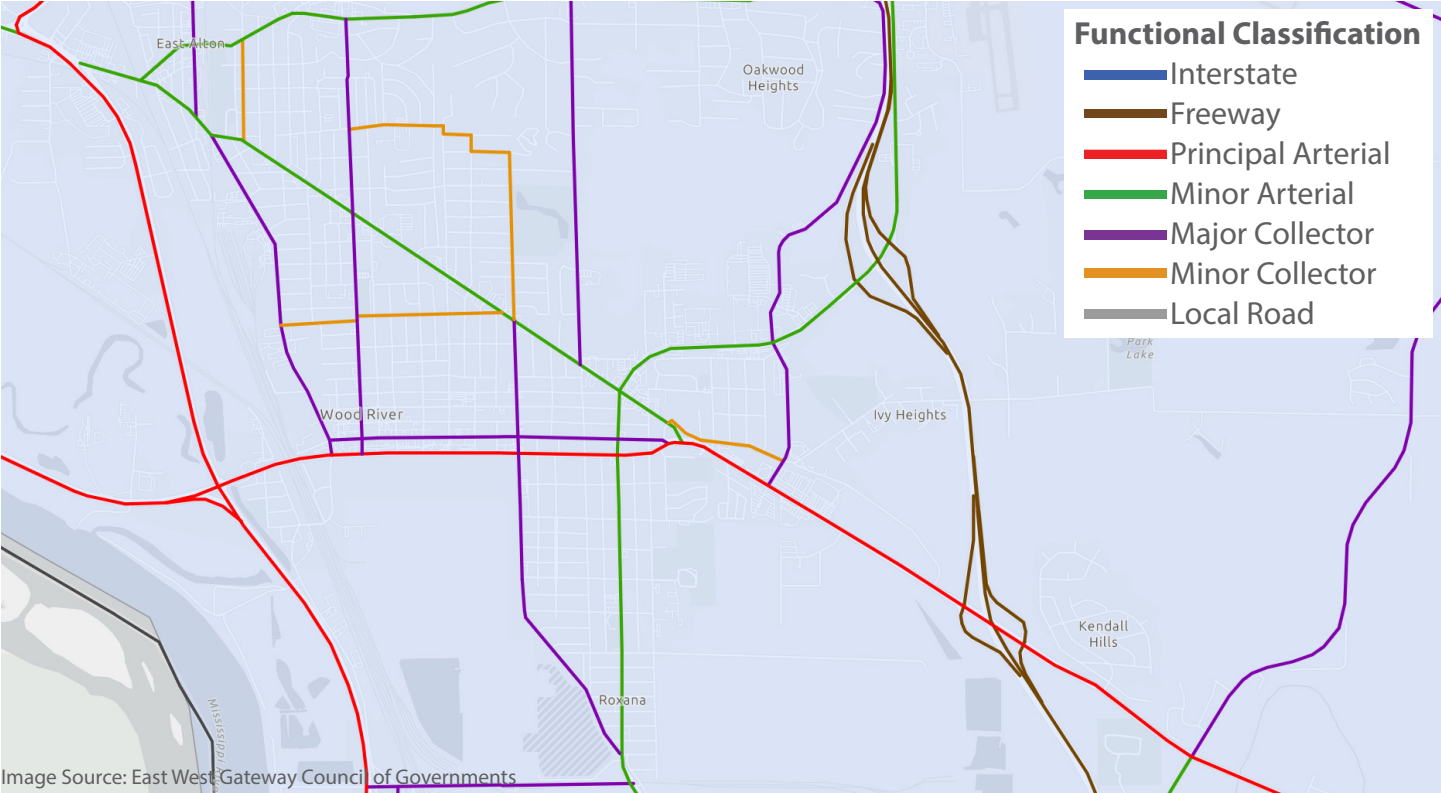 Functional Classification
Interstate
Freeway
Principal Arterial
Minor Arterial
Major Collector
Minor Collector
Local Road
East Alton
Oakwood
Heights
Park
Lake
Wood River
Ivy Heights
Kendall
Hills
Roxana
Mississippi
Image Source: East West Gateway Council of Governments